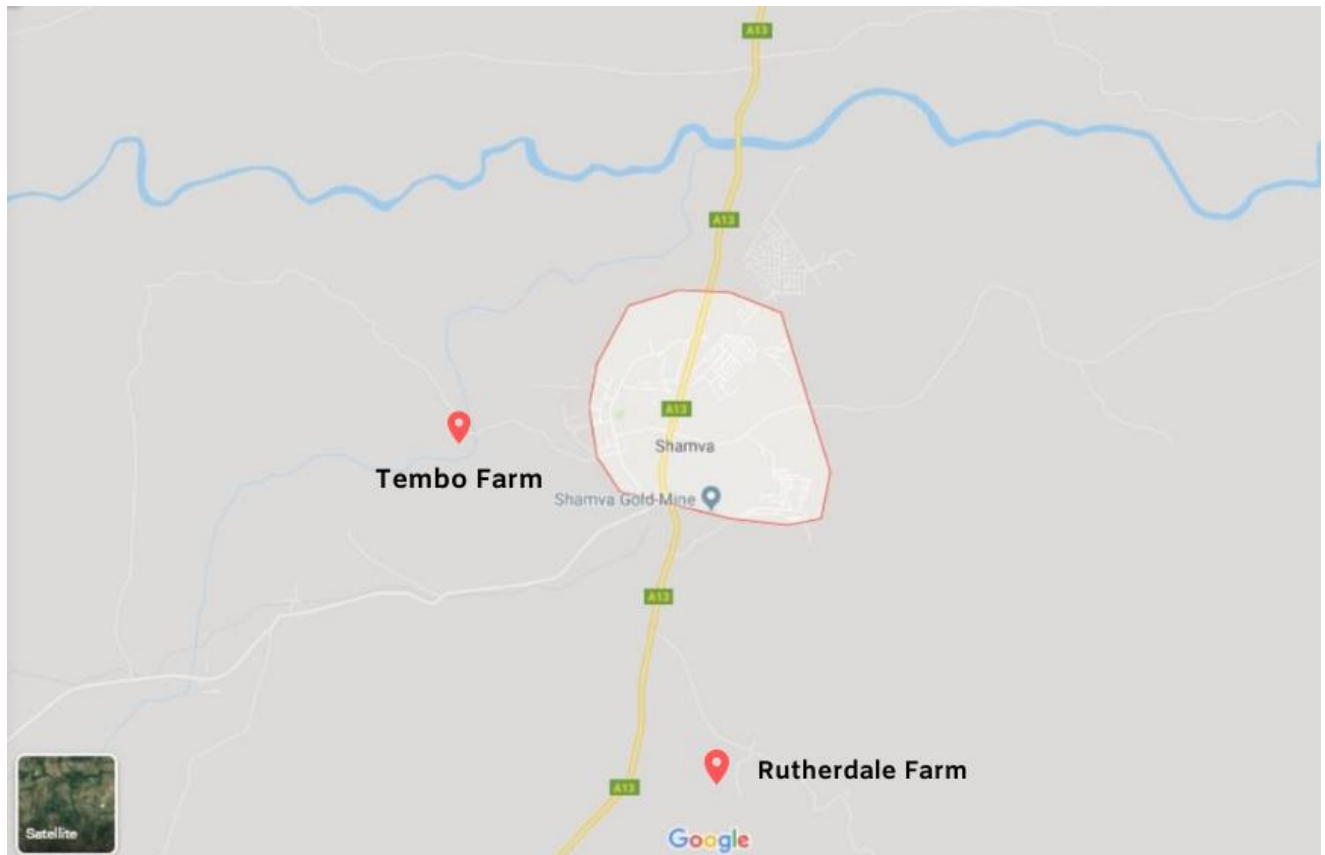 A13
A13
A13
Shamva
Tembo Farm
Shamva Gold-Mine
A13
Rutherdale Farm
A13
Satellite
Google